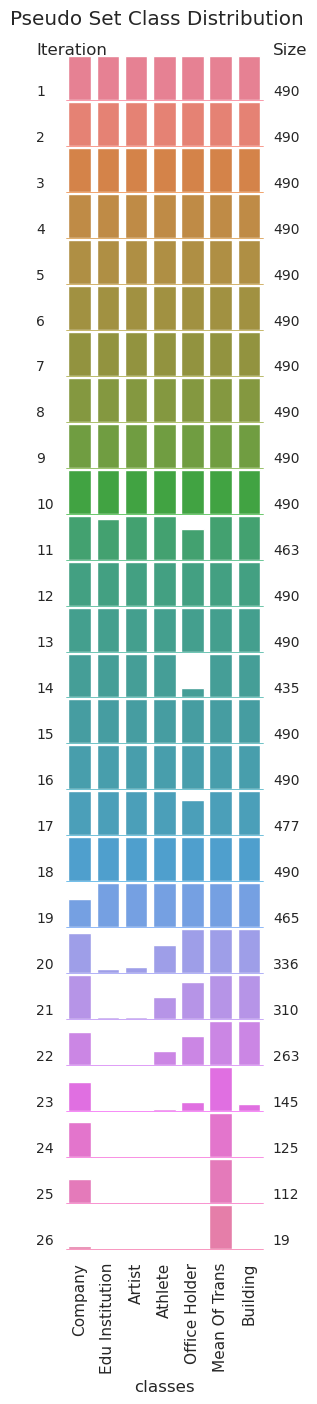 Pseudo Set Class Distribution
Iteration Size
1 490
2 490
3 490
4 490
5 490
6 490
7 490
8 490
9 490
10 490
11 463
12 490
13 490
14 435
15 490
16 490
17 477
18 490
19 465
20 336
21 310
22 263
23 145
24 125
25 112
26 19
Company
Edu Institution
Artist
Athlete
Office Holder
Mean Of Trans
Building
classes